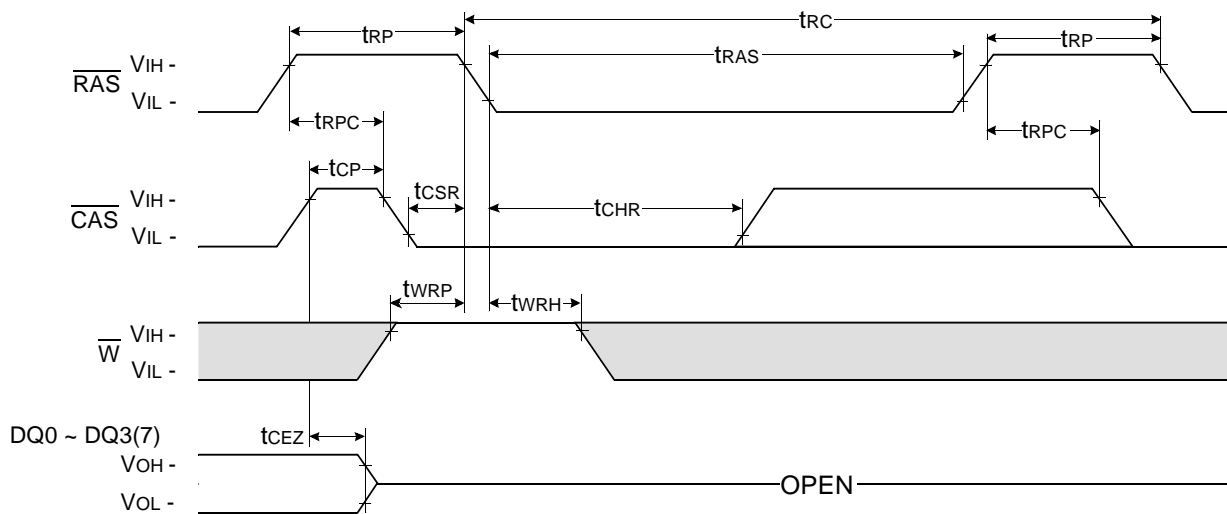 tRC
tRP
tRAS
tRP
RAS
VIH -
VIL -
tRPC
tRPC
tCP
tCSR
tCHR
CAS
VIH -
VIL -
tWRP
tWRH
W
VIH -
VIL -
DQ0 ~ DQ3(7)
tCEZ
VOH -
VOL -
OPEN